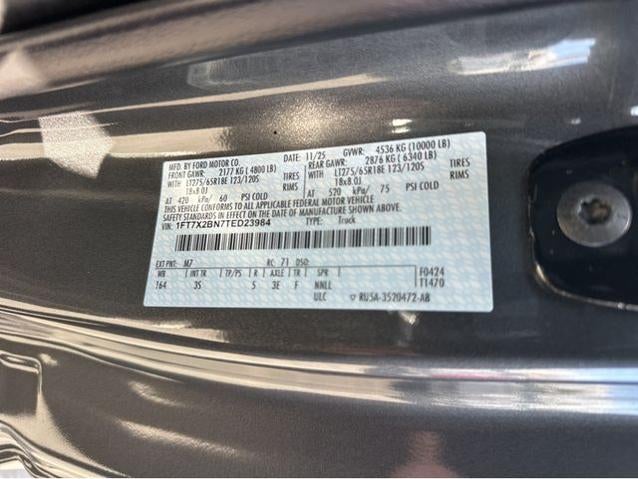 MFD. BY FORD MOTOR CO. DATE: 11/25 GVWR: 4536 KG (10000 LB)
FRONT GAWR: 2177 KG (4800 LB) REAR GAWR: 2876 KG (6340 LB)
WITH LT275/65R18E 123/120S TIRES WITH LT275/65R18E 123/120S TIRES
18x8.0J RIMS 18x8.0J RIMS
AT 420 kPa/ 60 PSI COLD AT 520 kPa/ 75 PSI COLD
THIS VEHICLE CONFORMS TO ALL APPLICABLE FEDERAL MOTOR VEHICLE
SAFETY STANDARDS IN EFFECT ON THE DATE OF MANUFACTURE SHOWN ABOVE.
VIN: 1FT7X2BN7TED23984 TYPE: Truck
EXT PNT: M7 RC: 71 DSO:
WB INT TR TP/PS R AXLE TR SPR F0424
164 3S 5 3E F NNLL T1470
ULC RU5A-3520472-AB